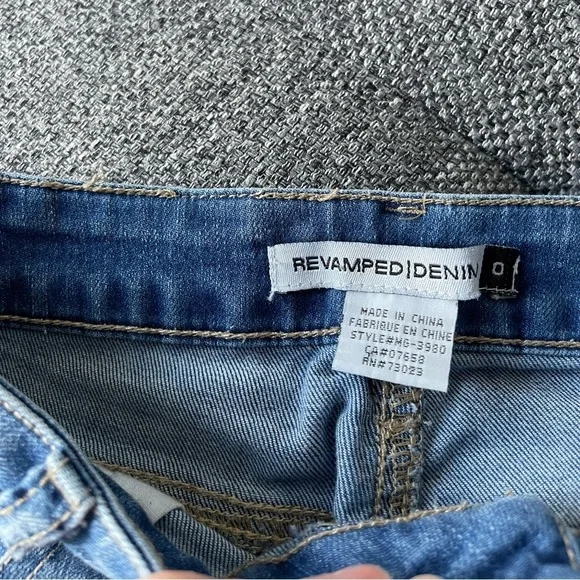 REVAMPED|DENIM 0
MADE IN CHINA
FABRIQUE EN CHINE
STYLE#MG-3980
CA#07658
RN#73023